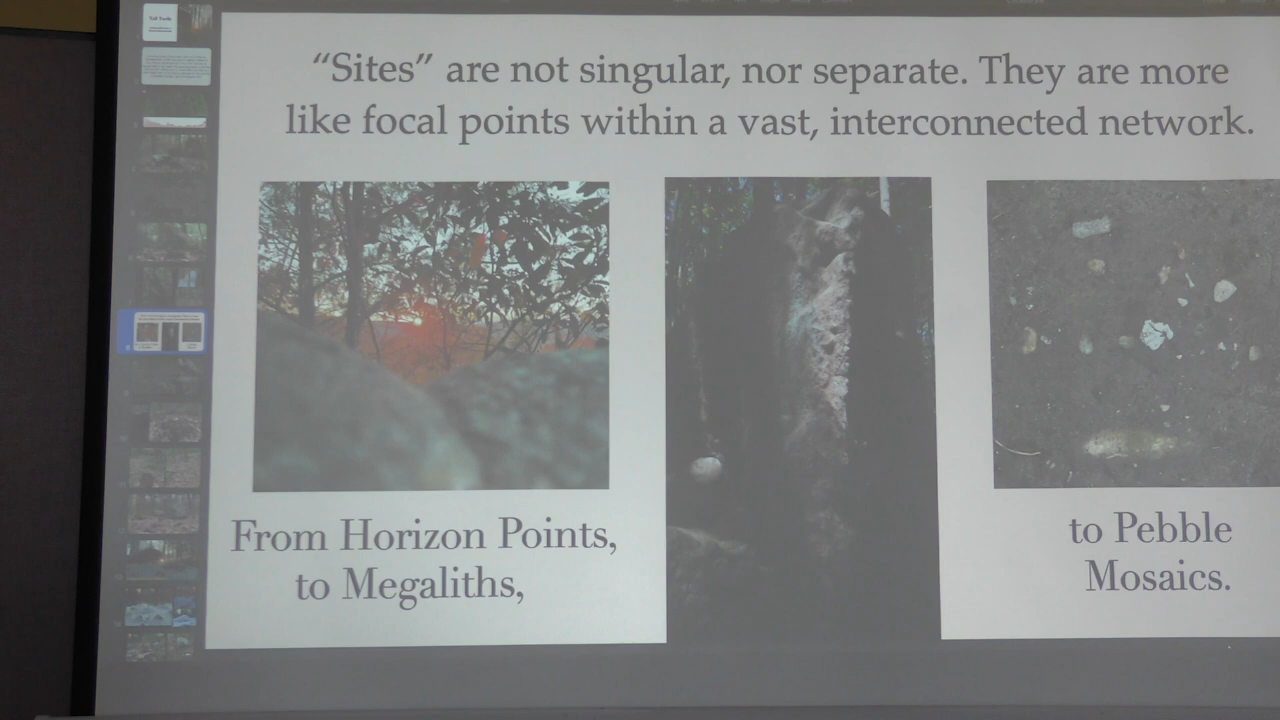 “Sites” are not singular, nor separate. They are more
like focal points within a vast, interconnected network.
From Horizon Points,
to Megaliths,
to Pebble
Mosaics.